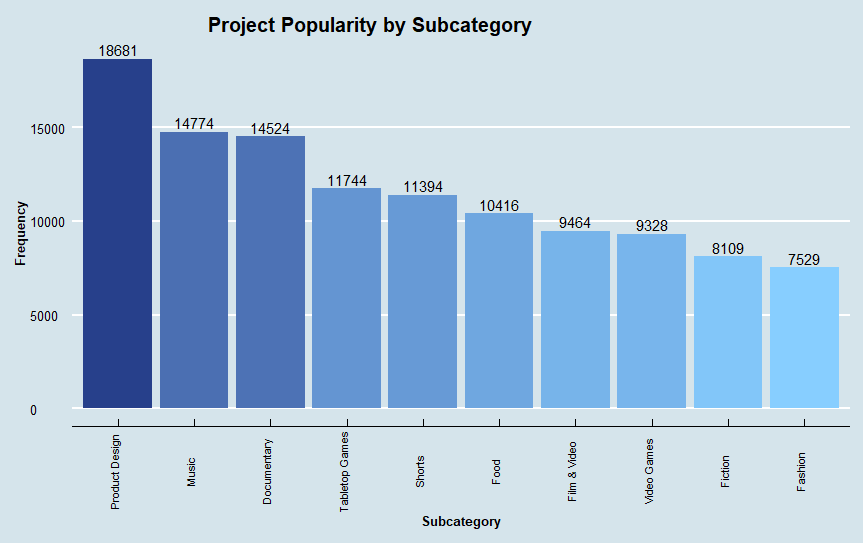 Project Popularity by Subcategory
18681
14774
14524
11744
11394
10416
9464
9328
8109
7529
15000
10000
5000
0
Frequency
Product Design
Music
Documentary
Tabletop Games
Shorts
Food
Film & Video
Video Games
Fiction
Fashion
Subcategory